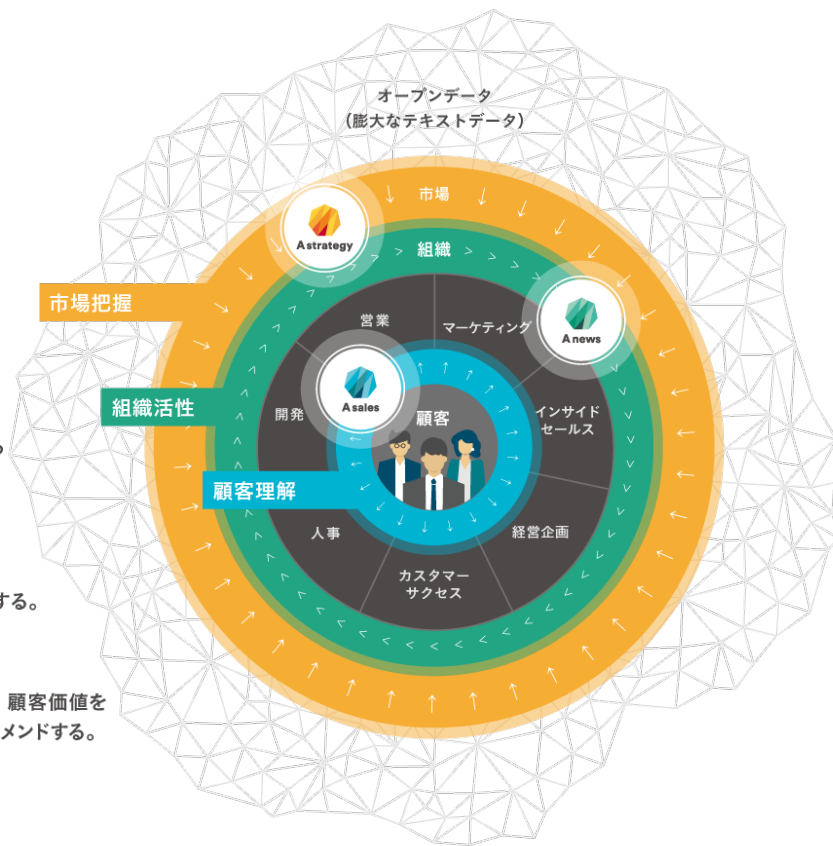 オープンデータ
（膨大なテキストデータ）
市場
Astrategy
組織
市場把握
営業
マーケティング
Anews
Asales
組織活性
開発
顧客
インサイド
セールス
顧客理解
人事
経営企画
カスタマー
サクセス
する。
顧客価値を
メンドする。